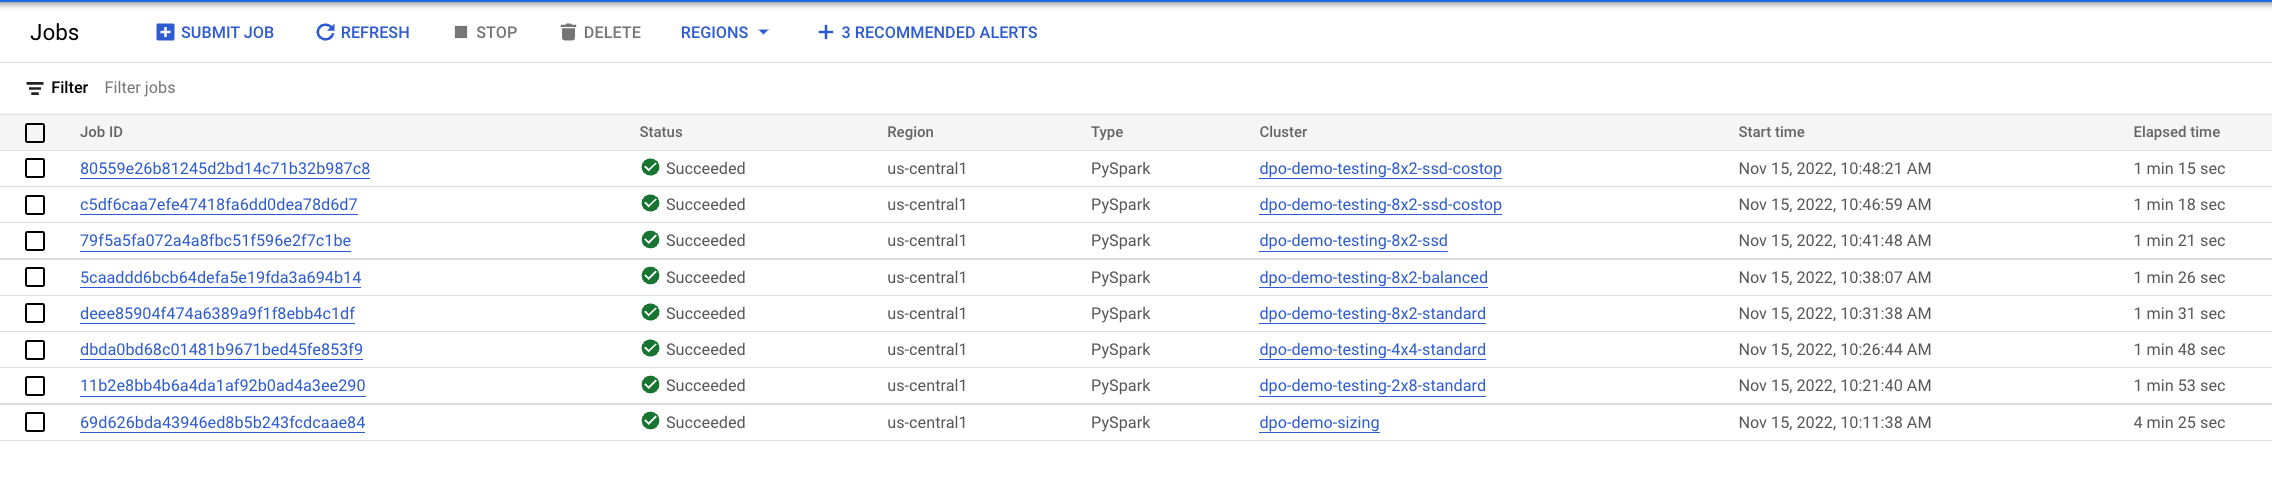 Jobs SUBMIT JOB REFRESH STOP DELETE REGIONS 3 RECOMMENDED ALERTS
Filter Filter jobs
Job ID Status Region Type Cluster Start time Elapsed time
80559e26b81245d2bd14c71b32b987c8 Succeeded us-central1 PySpark dpo-demo-testing-8x2-ssd-costop Nov 15, 2022, 10:48:21 AM 1 min 15 sec
c5df6caa7efe47418fa6dd0dea78d6d7 Succeeded us-central1 PySpark dpo-demo-testing-8x2-ssd-costop Nov 15, 2022, 10:46:59 AM 1 min 18 sec
79f5a5fa072a4a8fbc51f596e2f7c1be Succeeded us-central1 PySpark dpo-demo-testing-8x2-ssd Nov 15, 2022, 10:41:48 AM 1 min 21 sec
5caaddd6bcb64defa5e19fda3a694b14 Succeeded us-central1 PySpark dpo-demo-testing-8x2-balanced Nov 15, 2022, 10:38:07 AM 1 min 26 sec
deee85904f474a6389a9f1f8ebb4c1df Succeeded us-central1 PySpark dpo-demo-testing-8x2-standard Nov 15, 2022, 10:31:38 AM 1 min 31 sec
dbda0bd68c01481b9671bed45fe853f9 Succeeded us-central1 PySpark dpo-demo-testing-4x4-standard Nov 15, 2022, 10:26:44 AM 1 min 48 sec
11b2e8bb4b6a4da1af92b0ad4a3ee290 Succeeded us-central1 PySpark dpo-demo-testing-2x8-standard Nov 15, 2022, 10:21:40 AM 1 min 53 sec
69d626bda43946ed8b5b243fcdcaae84 Succeeded us-central1 PySpark dpo-demo-sizing Nov 15, 2022, 10:11:38 AM 4 min 25 sec